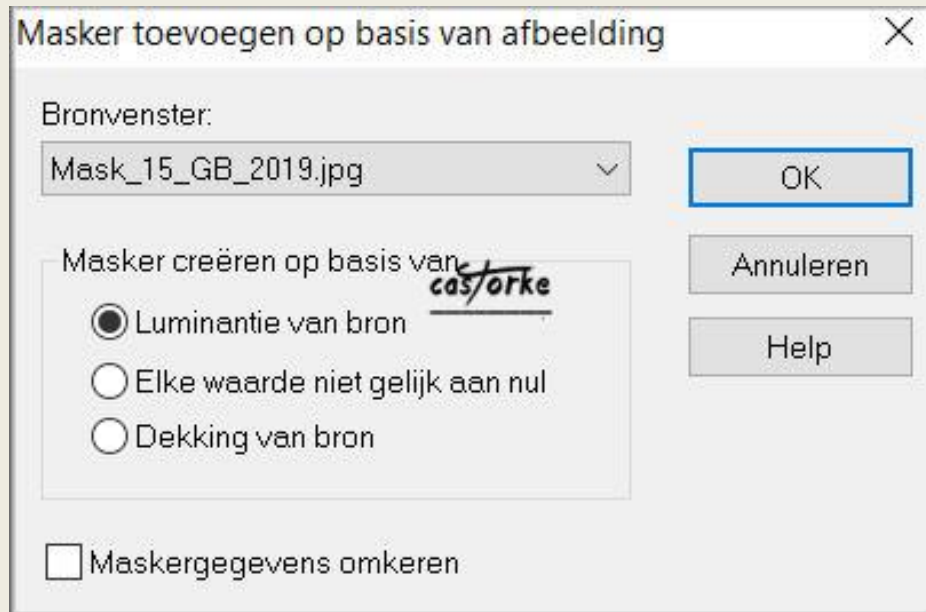 Masker toevoegen op basis van afbeelding
Bronvenster:
Mask_15_GB_2019.jpg
OK
Masker creëren op basis van
castorke
Annuleren
Luminantie van bron
Help
Elke waarde niet gelijk aan nul
Dekking van bron
Maskergegevens omkeren